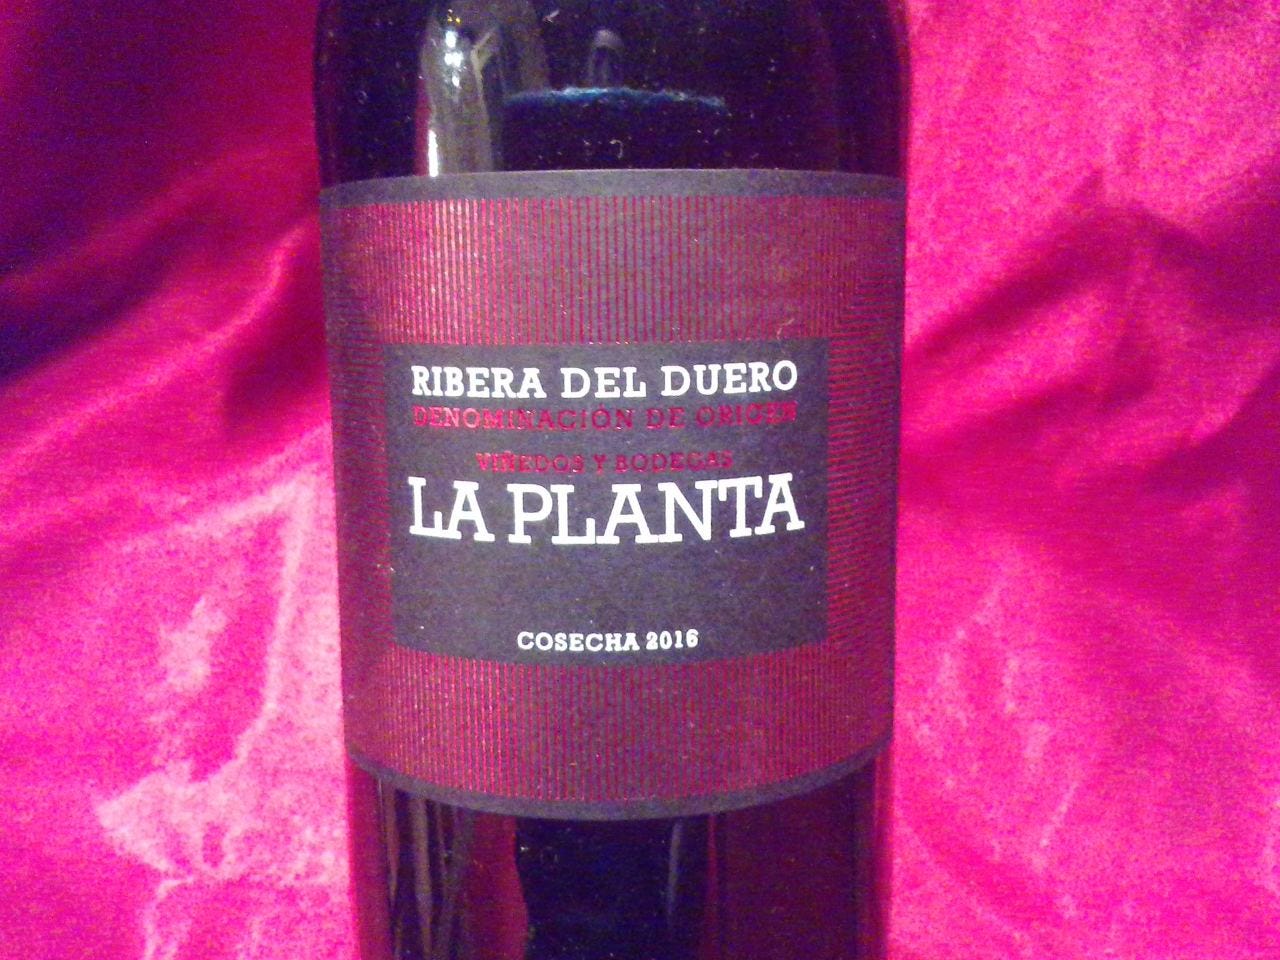 RIBERA DEL DUERO
DENOMINACIÓN DE ORIGEN
VIÑEDOS Y BODEGAS
LA PLANTA
COSECHA 2016